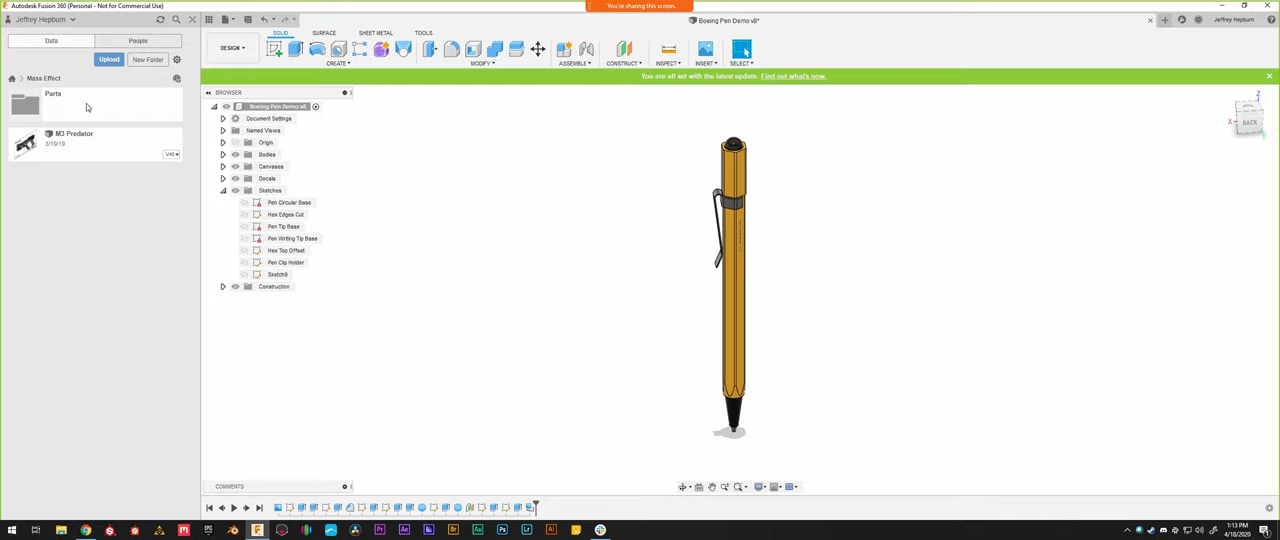 Autodesk Fusion 360 (Personal - Not for Commercial Use)
You're sharing this screen.
Jeffrey Hepburn
Boeing Pen Demo v8*
Jeffrey Hepburn
Data
People
Upload
New Folder
Mass Effect
Parts
M3 Predator
3/19/19
V40
DESIGN
SOLID
SURFACE
SHEET METAL
TOOLS
CREATE
MODIFY
ASSEMBLE
CONSTRUCT
INSPECT
INSERT
SELECT
You are all set with the latest update. Find out what's new.
BROWSER
Boeing Pen Demo v8
Document Settings
Named Views
Origin
Bodies
Canvases
Decals
Sketches
Pen Circular Base
Hex Edges Cut
Pen Tip Base
Pen Writing Tip Base
Hex Top Offset
Pen Clip Holder
Sketch9
Construction
Z
X
BACK
COMMENTS
1:13 PM
4/18/2020